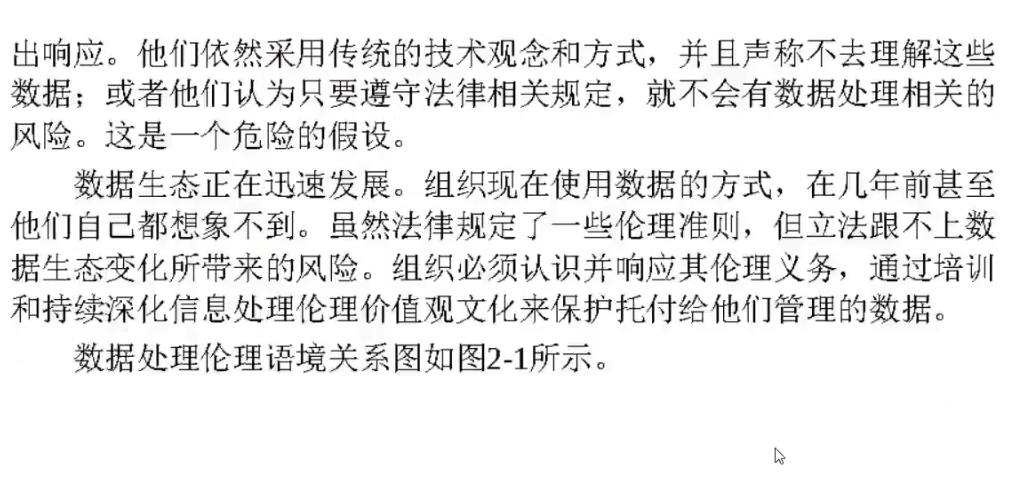 出响应。他们依然采用传统的技术观念和方式，并且声称不去理解这些
数据；或者他们认为只要遵守法律相关规定，就不会有数据处理相关的
风险。这是一个危险的假设。
数据生态正在迅速发展。组织现在使用数据的方式，在几年前甚至
他们自己都想象不到。虽然法律规定了一些伦理准则，但立法跟不上数
据生态变化所带来的风险。组织必须认识并响应其伦理义务，通过培训
和持续深化信息处理伦理价值观文化来保护托付给他们管理的数据。
数据处理伦理语境关系图如图2-1所示。